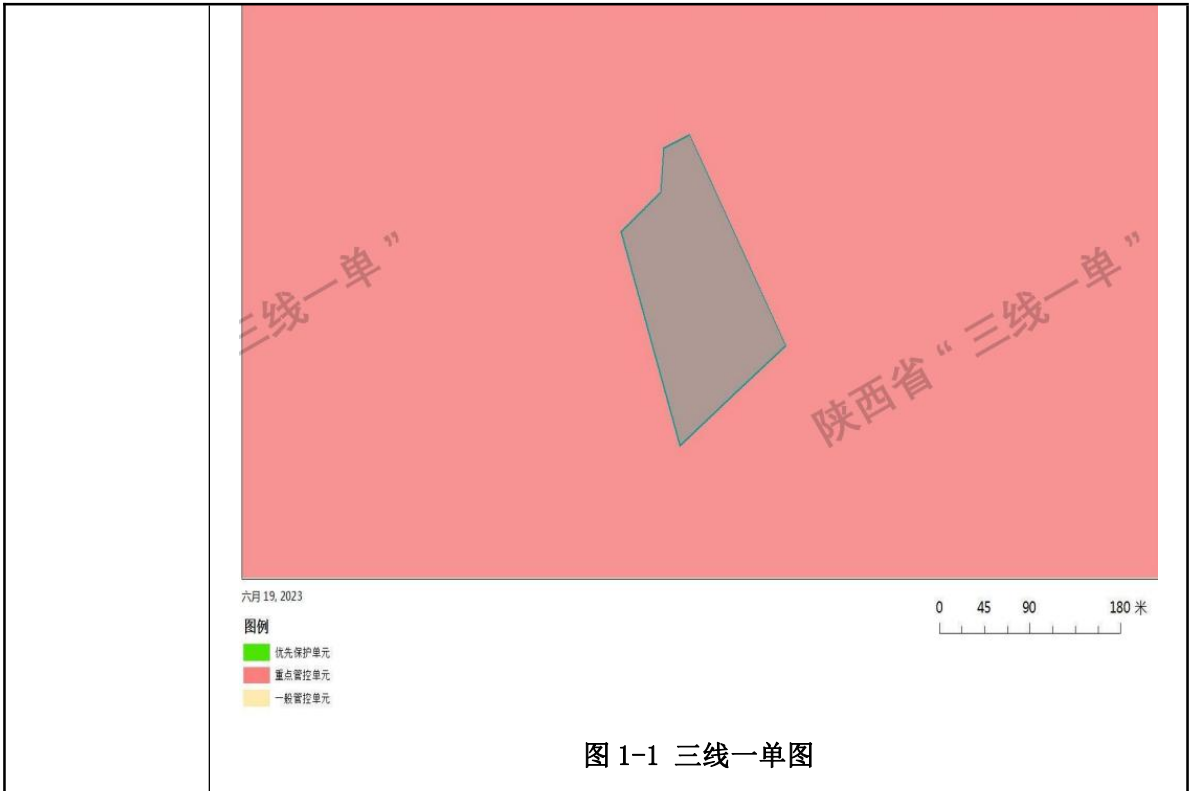 三线一单”
陕西省“三线一单”
六月 19, 2023
0 45 90 180 米
图例
优先保护单元
重点管控单元
一般管控单元
图 1-1 三线一单图